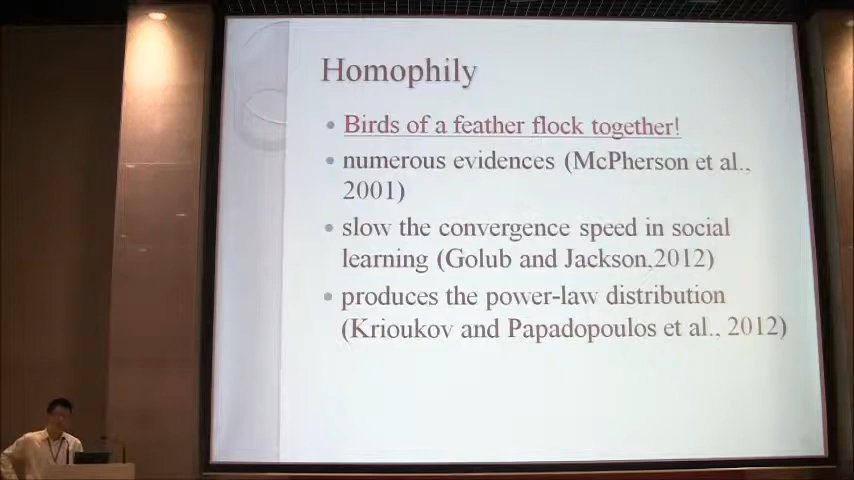 Homophily
• Birds of a feather flock together!
• numerous evidences (McPherson et al.,
2001)
• slow the convergence speed in social
learning (Golub and Jackson,2012)
• produces the power-law distribution
(Krioukov and Papadopoulos et al., 2012)